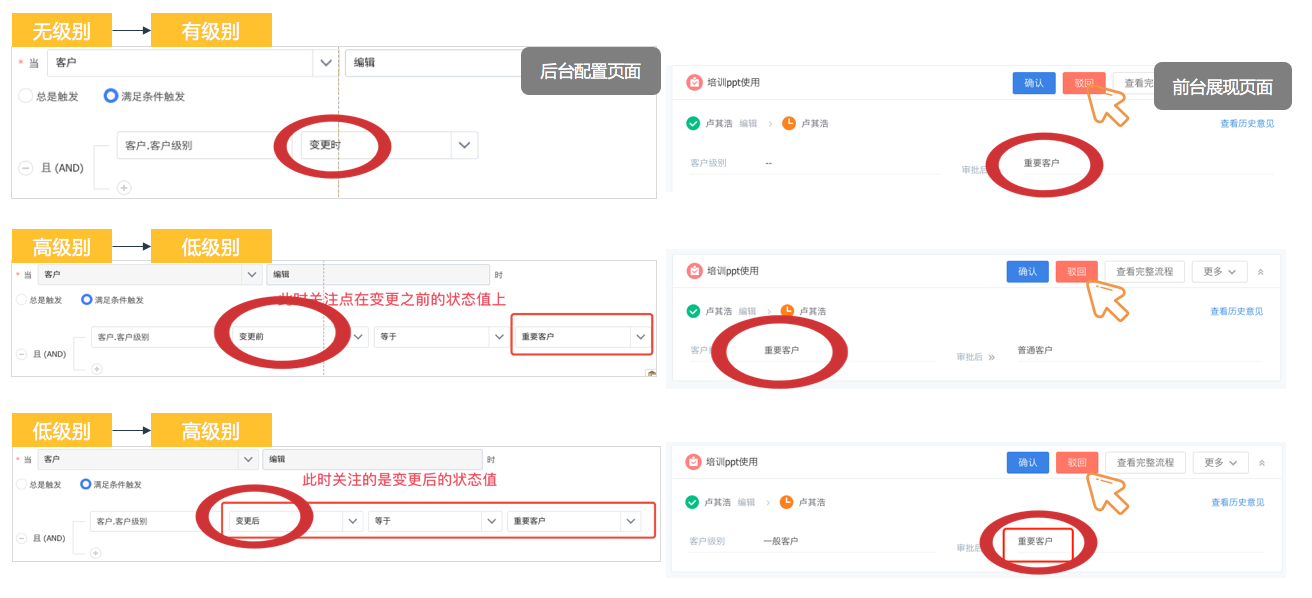 无级别
有级别
* 当
客户
编辑
后台配置页面
总是触发
满足条件触发
客户.客户级别
变更时
且 (AND)
培训ppt使用
确认
驳回
查看完
前台展现页面
卢其浩 编辑 > 卢其浩
查看历史意见
客户级别
--
审批后
重要客户
高级别
低级别
* 当
客户
编辑
时
总是触发
满足条件触发
此时关注点在变更之前的状态值上
客户.客户级别
变更前
等于
重要客户
且 (AND)
培训ppt使用
确认
驳回
查看完整流程
更多
卢其浩 编辑 > 卢其浩
查看历史意见
客户
重要客户
审批后 »
普通客户
低级别
高级别
* 当
客户
编辑
时
总是触发
满足条件触发
此时关注的是变更后的状态值
客户.客户级别
变更后
等于
重要客户
且 (AND)
培训ppt使用
确认
驳回
查看完整流程
更多
卢其浩 编辑 > 卢其浩
查看历史意见
客户级别
一般客户
审批后
重要客户